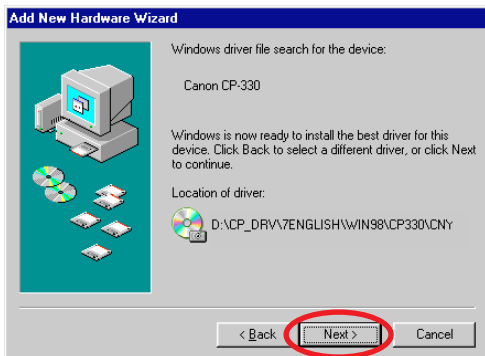 Add New Hardware Wizard
Windows driver file search for the device:
Canon CP-330
Windows is now ready to install the best driver for this
device. Click Back to select a different driver, or click Next
to continue.
Location of driver:
D:\CP_DRV\7ENGLISH\WIN98\CP330\CNY
< Back
Next >
Cancel